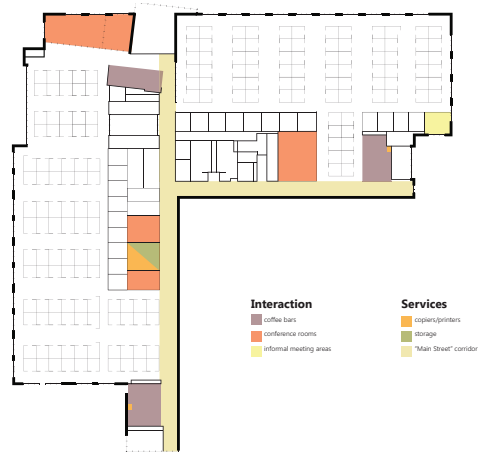 Interaction
coffee bars
conference rooms
informal meeting areas
Services
copiers/printers
storage
"Main Street" corridor